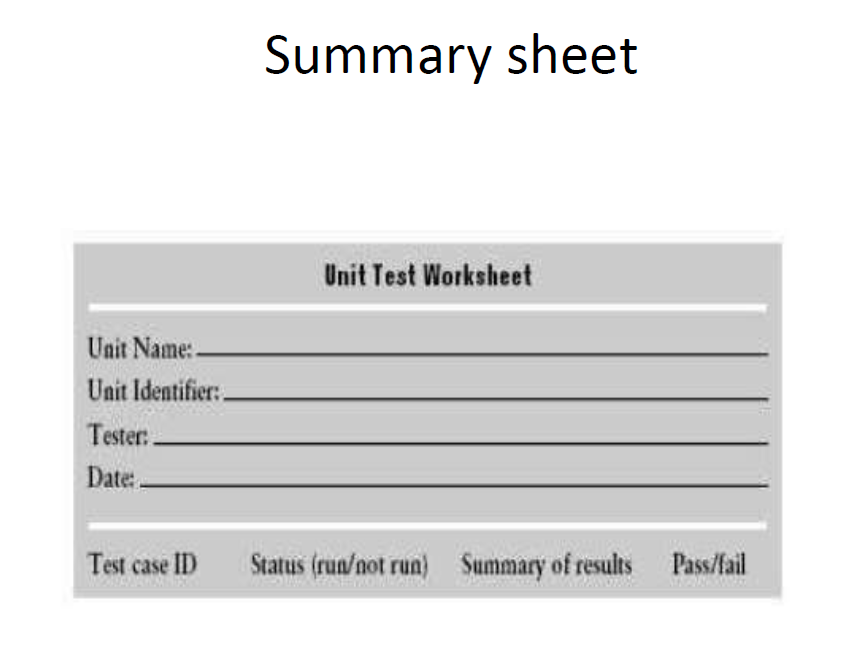 Summary sheet
Unit Test Worksheet
Unit Name:
Unit Identifier:
Tester:
Date:
Test case ID Status (run/not run) Summary of results Pass/fail